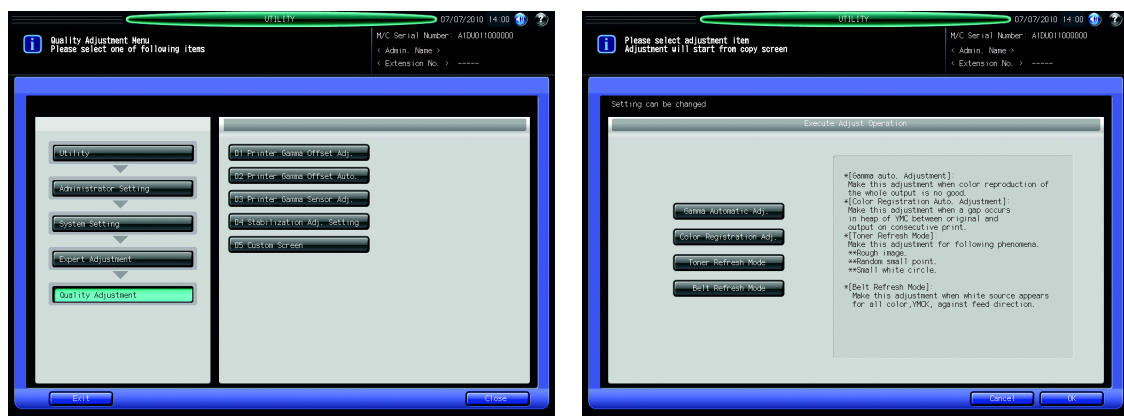 UTILITY
07/07/2010 14:00
Quality Adjustment Menu
Please select one of following items
M/C Serial Number: A1DU011000000
< Admin. Name >
< Extension No. > -----
Utility
Administrator Setting
System Setting
Expert Adjustment
Quality Adjustment
01 Printer Gamma Offset Adj.
02 Printer Gamma Offset Auto.
03 Printer Gamma Sensor Adj.
04 Stabilization Adj. Setting
05 Custom Screen
Exit
Close
UTILITY
07/07/2010 14:00
Please select adjustment item
Adjustment will start from copy screen
M/C Serial Number: A1DU011000000
< Admin. Name >
< Extension No. > -----
Setting can be changed
Execute Adjust Operation
Gamma Automatic Adj.
Color Registration Adj.
Toner Refresh Mode
Belt Refresh Mode
*[Gamma auto. Adjustment]:
Make this adjustment when color reproduction of
the whole output is no good.
*[Color Registration Auto. Adjustment]:
Make this adjustment when a gap occurs
in heap of YMC between original and
output on consecutive print.
*[Toner Refresh Mode]:
Make this adjustment for following phenomena.
**Rough image.
**Random small point.
**Small white circle.
*[Belt Refresh Mode]:
Make this adjustment when white source appears
for all color,YMCK, against feed direction.
Cancel
OK